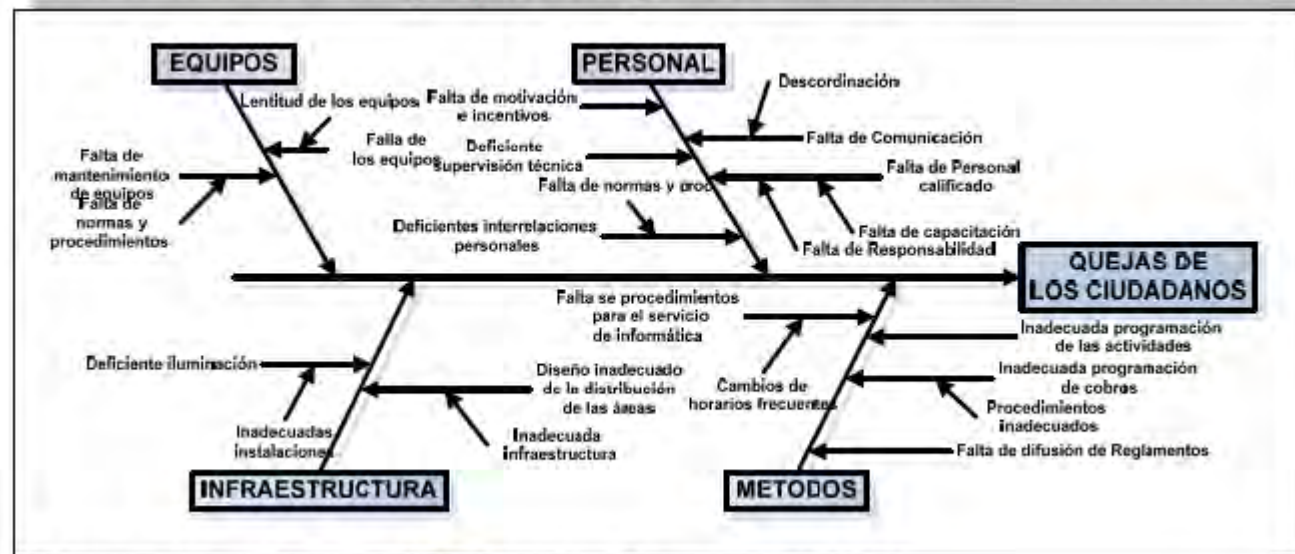 EQUIPOS
Lentitud de los equipos
Falla de
los equipos
Falta de
mantenimiento
de equipos
Falta de
normas y
procedimientos
PERSONAL
Falta de motivación
e incentivos
Descordinación
Falta de Comunicación
Deficiente
supervisión técnica
Falta de Personal
calificado
Falta de normas y proc
Falta de capacitación
Falta de Responsabilidad
Deficientes interrelaciones
personales
QUEJAS DE
LOS CIUDADANOS
Deficiente iluminación
Inadecuadas
instalaciones
Diseño inadecuado
de la distribución
de las áreas
Inadecuada
infraestructura
INFRAESTRUCTURA
Falta se procedimientos
para el servicio
de informática
Cambios de
horarios frecuentes
Inadecuada programación
de las actividades
Inadecuada programación
de cobros
Procedimientos
inadecuados
Falta de difusión de Reglamentos
METODOS